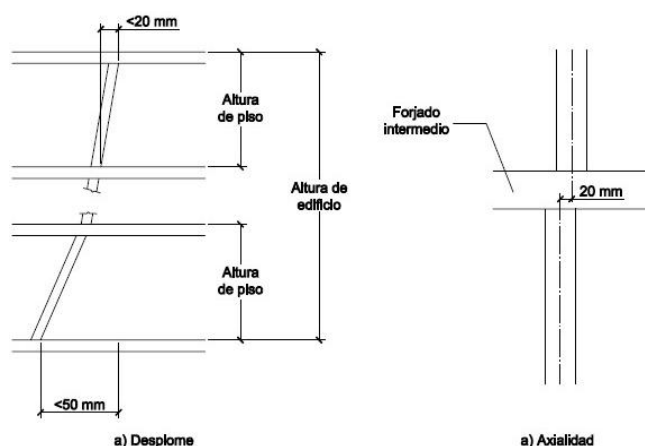 <20 mm
Altura
de piso
Altura de
edificio
Altura
de piso
<50 mm
a) Desplome
Forjado
intermedio
20 mm
a) Axialidad